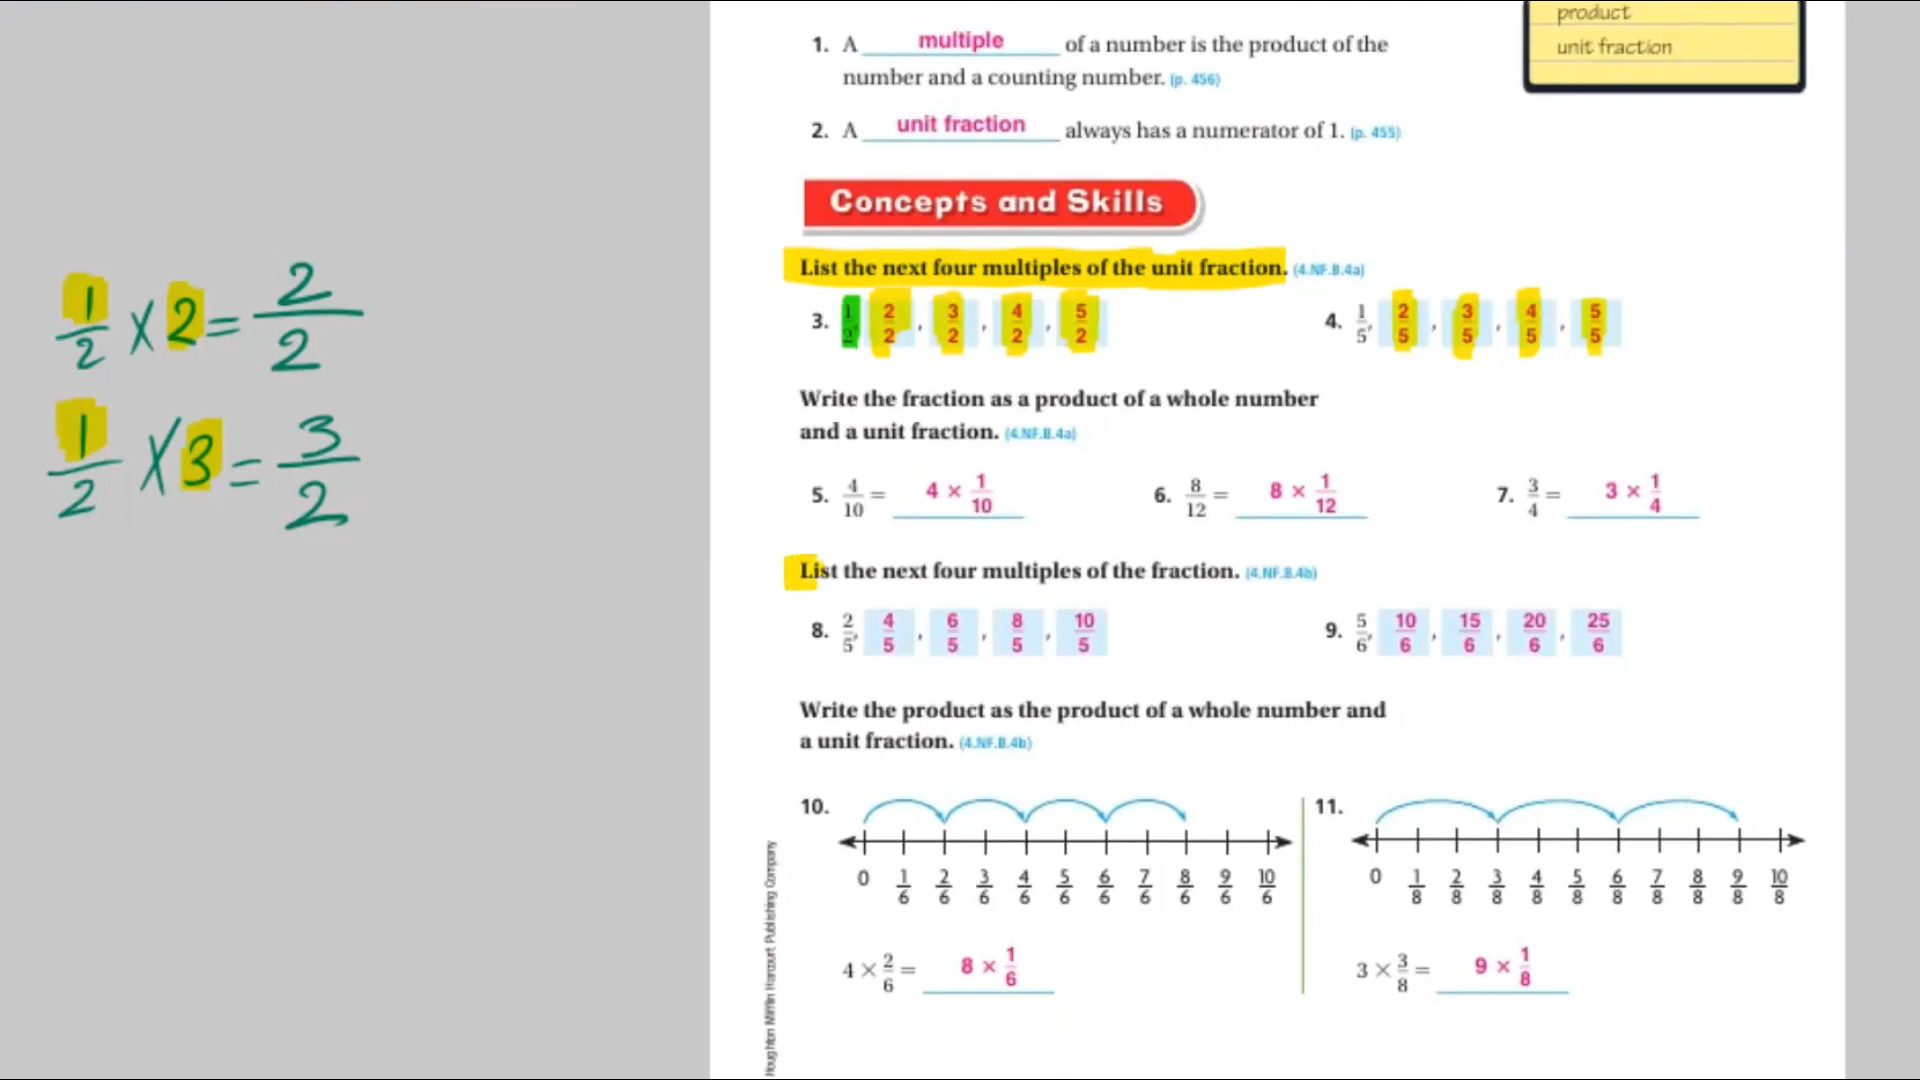 product
unit fraction
1. A multiple of a number is the product of the
number and a counting number. (p. 456)
2. A unit fraction always has a numerator of 1. (p. 455)
Concepts and Skills
List the next four multiples of the unit fraction. (4.NF.B.4a)
3. 1/2, 2/2, 3/2, 4/2, 5/2
4. 1/5, 2/5, 3/5, 4/5, 5/5
1/2 × 2 = 2/2
1/2 × 3 = 3/2
Write the fraction as a product of a whole number
and a unit fraction. (4.NF.B.4a)
5. 4/10 = 4 × 1/10
6. 8/12 = 8 × 1/12
7. 3/4 = 3 × 1/4
List the next four multiples of the fraction. (4.NF.B.4b)
8. 2/5, 4/5, 6/5, 8/5, 10/5
9. 5/6, 10/6, 15/6, 20/6, 25/6
Write the product as the product of a whole number and
a unit fraction. (4.NF.B.4b)
10.
0 1/6 2/6 3/6 4/6 5/6 6/6 7/6 8/6 9/6 10/6
4 × 2/6 = 8 × 1/6
11.
0 1/8 2/8 3/8 4/8 5/8 6/8 7/8 8/8 9/8 10/8
3 × 3/8 = 9 × 1/8
Houghton Mifflin Harcourt Publishing Company